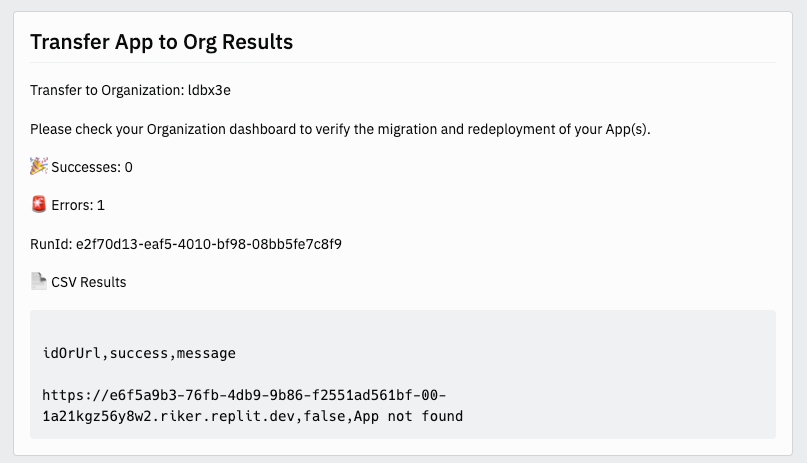 Transfer App to Org Results
Transfer to Organization: ldbx3e
Please check your Organization dashboard to verify the migration and redeployment of your App(s).
🎉 Successes: 0
🚨 Errors: 1
RunId: e2f70d13-eaf5-4010-bf98-08bb5fe7c8f9
📄 CSV Results
idOrUrl,success,message
https://e6f5a9b3-76fb-4db9-9b86-f2551ad561bf-00-
1a21kgz56y8w2.riker.replit.dev,false,App not found